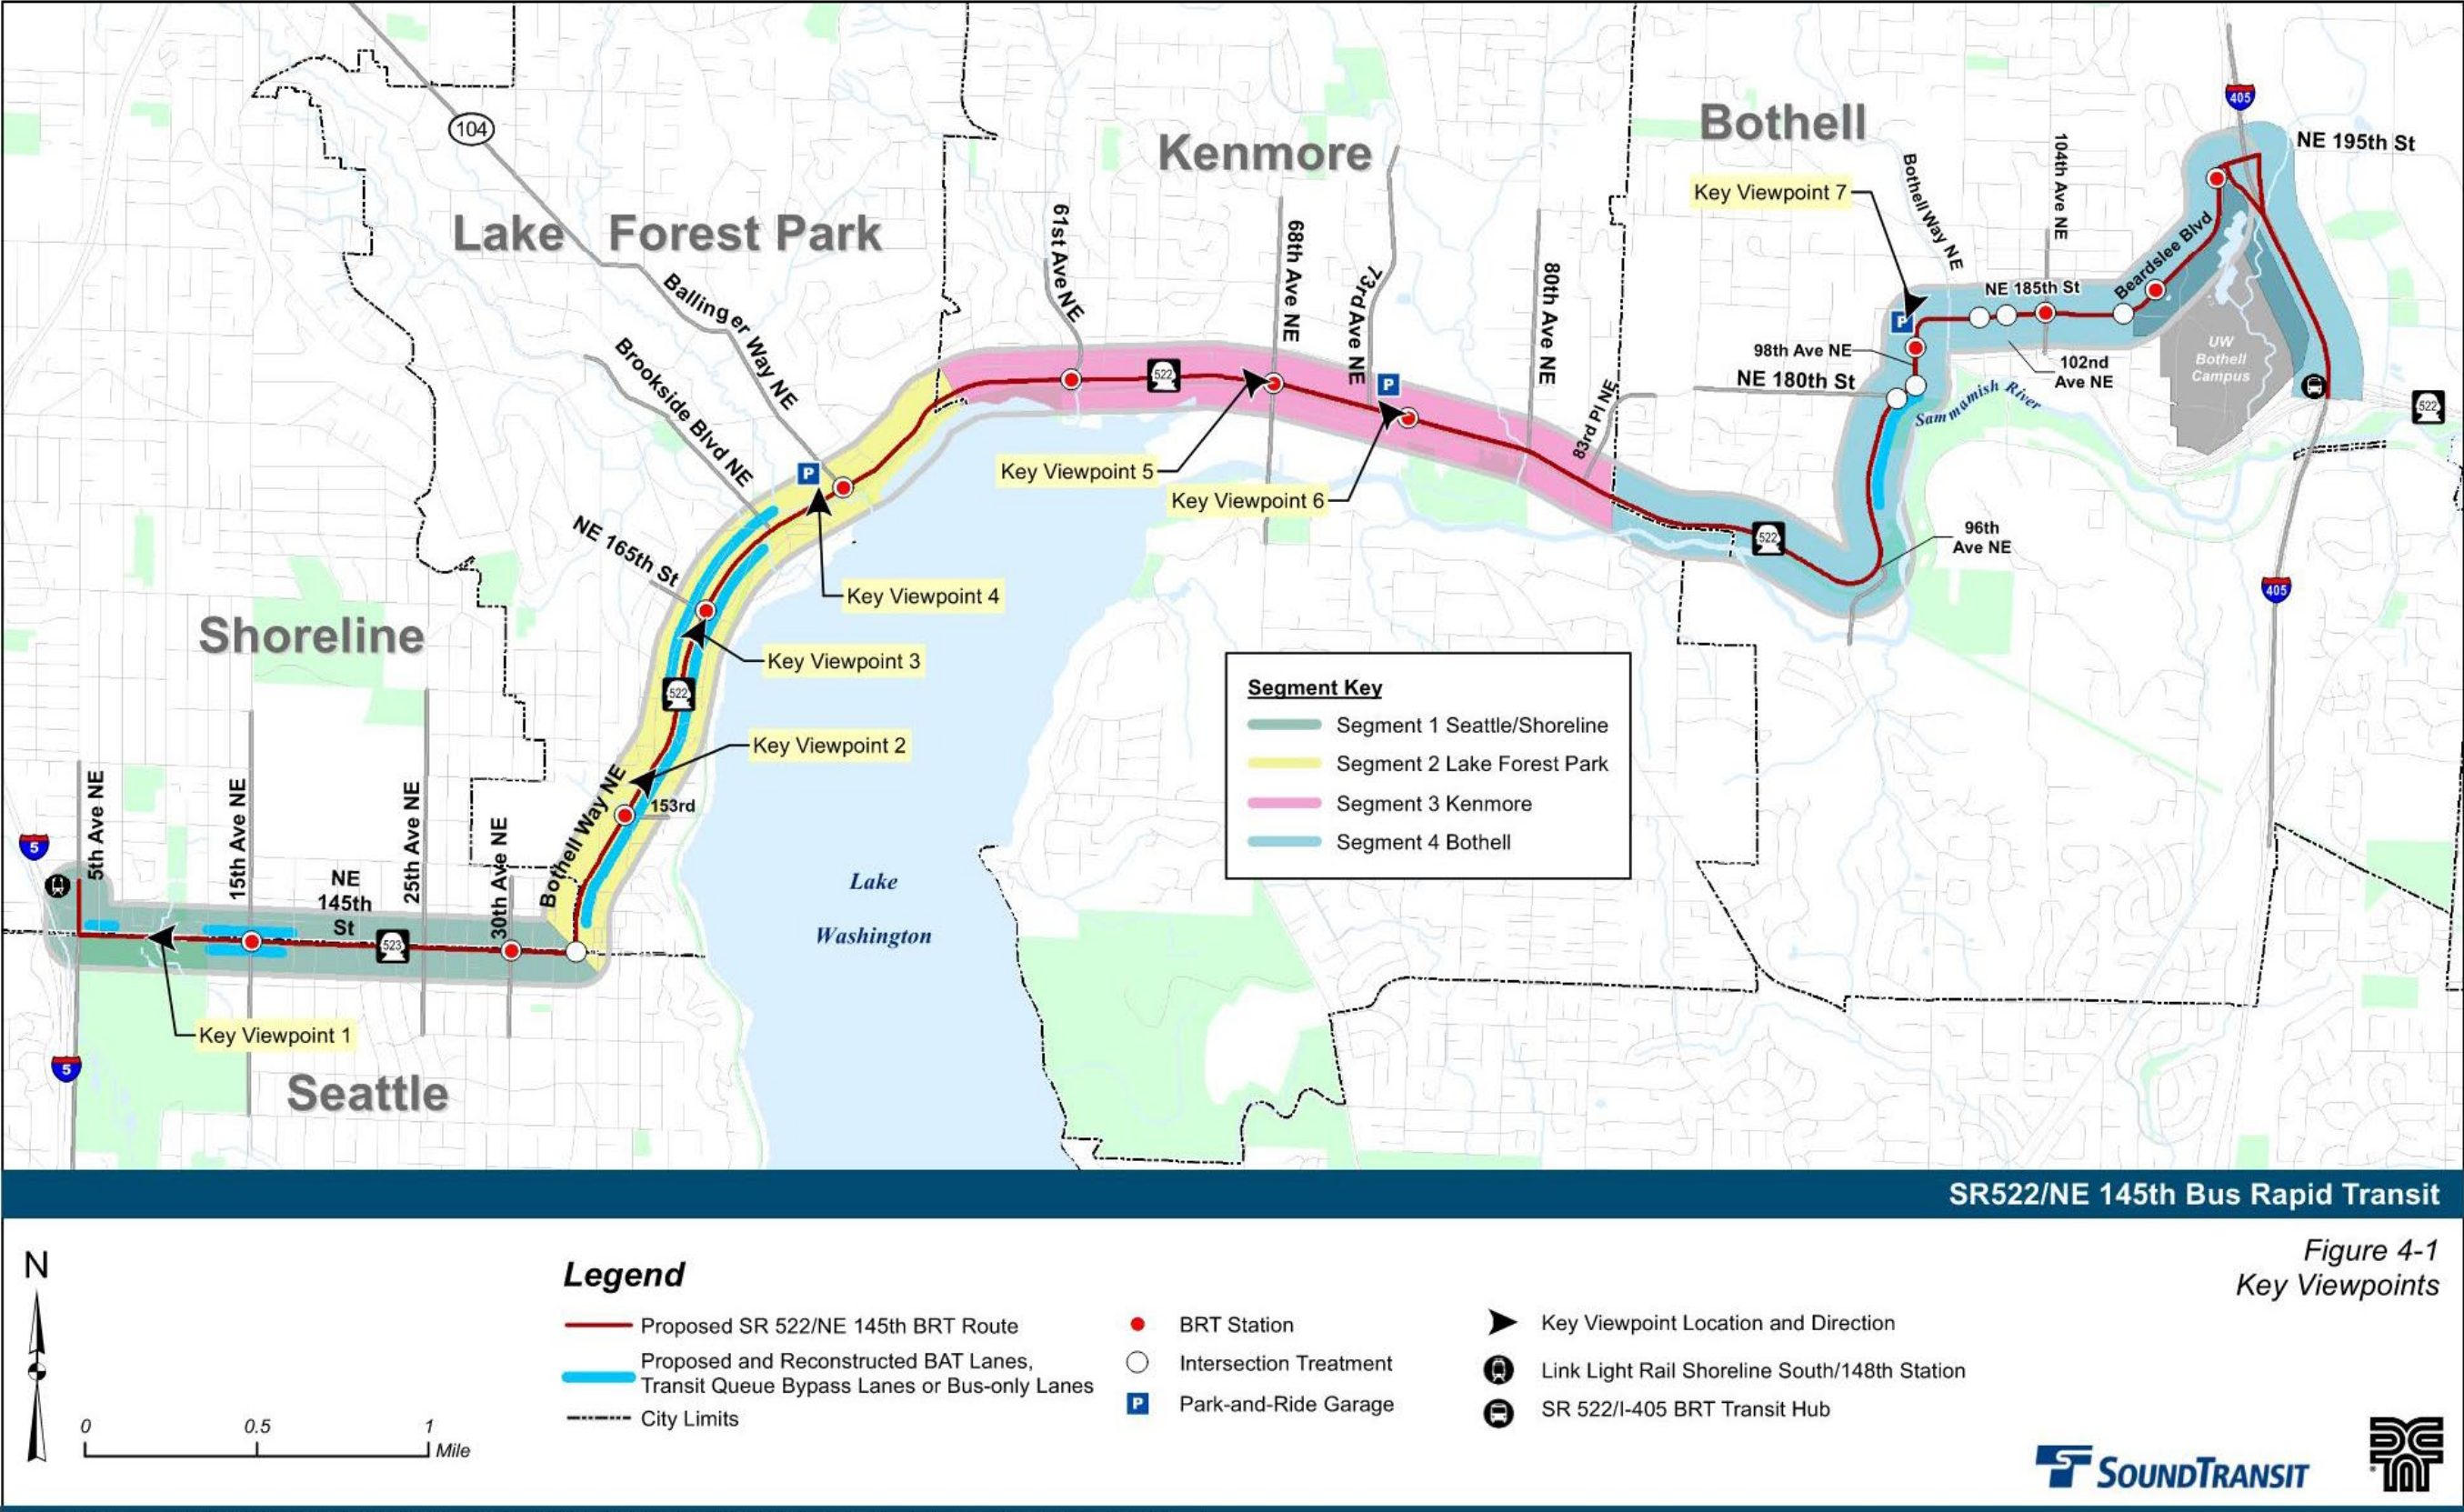 405
NE 195th St
104
Lake Forest Park
Kenmore
Bothell
Key Viewpoint 7
Bothell Way NE
104th Ave NE
61st Ave NE
68th Ave NE
73rd Ave NE
80th Ave NE
83rd Pl NE
Ballinger Way NE
Brookside Blvd NE
NE 165th St
522
P
P
P
NE 185th St
Beardslee Blvd
98th Ave NE
NE 180th St
102nd
Ave NE
UW
Bothell
Campus
Sammamish River
522
Key Viewpoint 5
Key Viewpoint 6
522
96th
Ave NE
405
Key Viewpoint 4
Shoreline
Key Viewpoint 3
522
Key Viewpoint 2
153rd
Bothell Way NE
Segment Key
Segment 1 Seattle/Shoreline
Segment 2 Lake Forest Park
Segment 3 Kenmore
Segment 4 Bothell
5
5th Ave NE
15th Ave NE
NE
145th
St
25th Ave NE
30th Ave NE
523
Lake
Washington
Key Viewpoint 1
5
Seattle
SR522/NE 145th Bus Rapid Transit
Figure 4-1
Key Viewpoints
N
0 0.5 1
Mile
Legend
Proposed SR 522/NE 145th BRT Route
Proposed and Reconstructed BAT Lanes,
Transit Queue Bypass Lanes or Bus-only Lanes
City Limits
BRT Station
Intersection Treatment
P Park-and-Ride Garage
Key Viewpoint Location and Direction
Link Light Rail Shoreline South/148th Station
SR 522/I-405 BRT Transit Hub
SOUNDTRANSIT